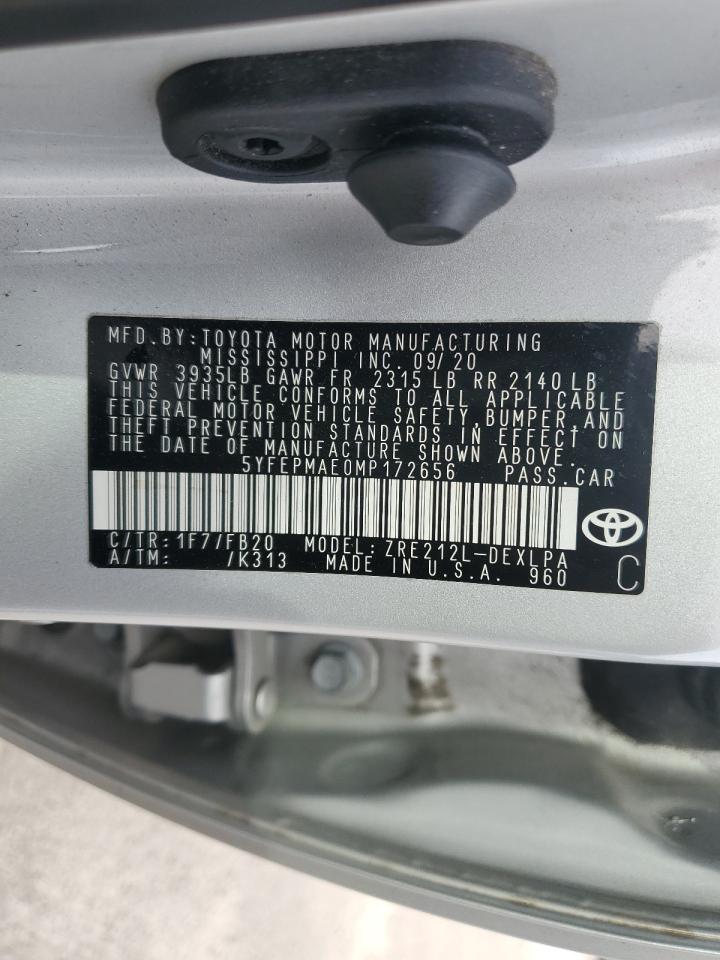 MFD.BY:TOYOTA MOTOR MANUFACTURING
MISSISSIPPI INC. 09/20
GVWR 3935LB GAWR FR 2315 LB RR 2140 LB
THIS VEHICLE CONFORMS TO ALL APPLICABLE
FEDERAL MOTOR VEHICLE SAFETY, BUMPER, AND
THEFT PREVENTION STANDARDS IN EFFECT ON
THE DATE OF MANUFACTURE SHOWN ABOVE.
5YFEPMAE0MP172656 PASS.CAR
C/TR:1F7/FB20 MODEL:ZRE212L-DEXLPA
A/TM: /K313 MADE IN U.S.A. 960
C